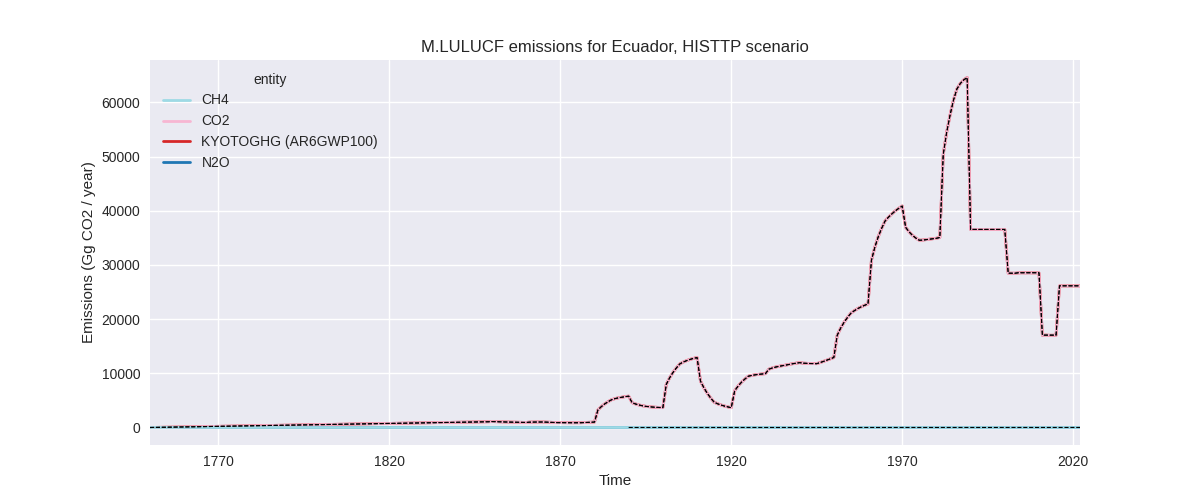 M.LULUCF emissions for Ecuador, HISTTP scenario
entity
CH4
CO2
KYOTOGHG (AR6GWP100)
N2O
Emissions (Gg CO2 / year)
60000
50000
40000
30000
20000
10000
0
1770
1820
1870
1920
1970
2020
Time